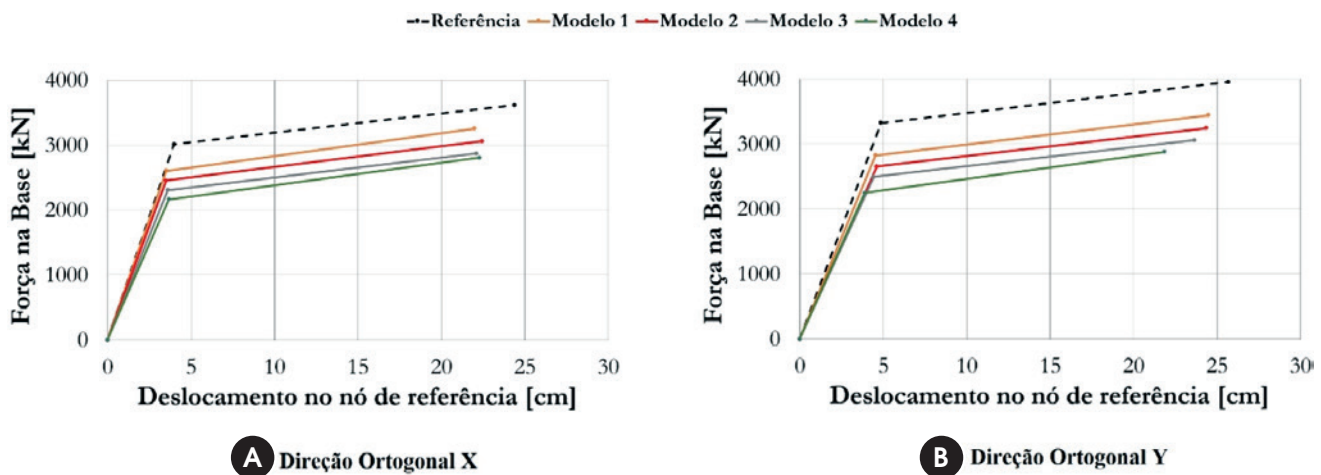 Referência Modelo 1 Modelo 2 Modelo 3 Modelo 4
Força na Base [kN]
4000
3000
2000
1000
0
0 5 10 15 20 25 30
Deslocamento no nó de referência [cm]
A Direção Ortogonal X
Força na Base [kN]
4000
3000
2000
1000
0
0 5 10 15 20 25 30
Deslocamento no nó de referência [cm]
B Direção Ortogonal Y